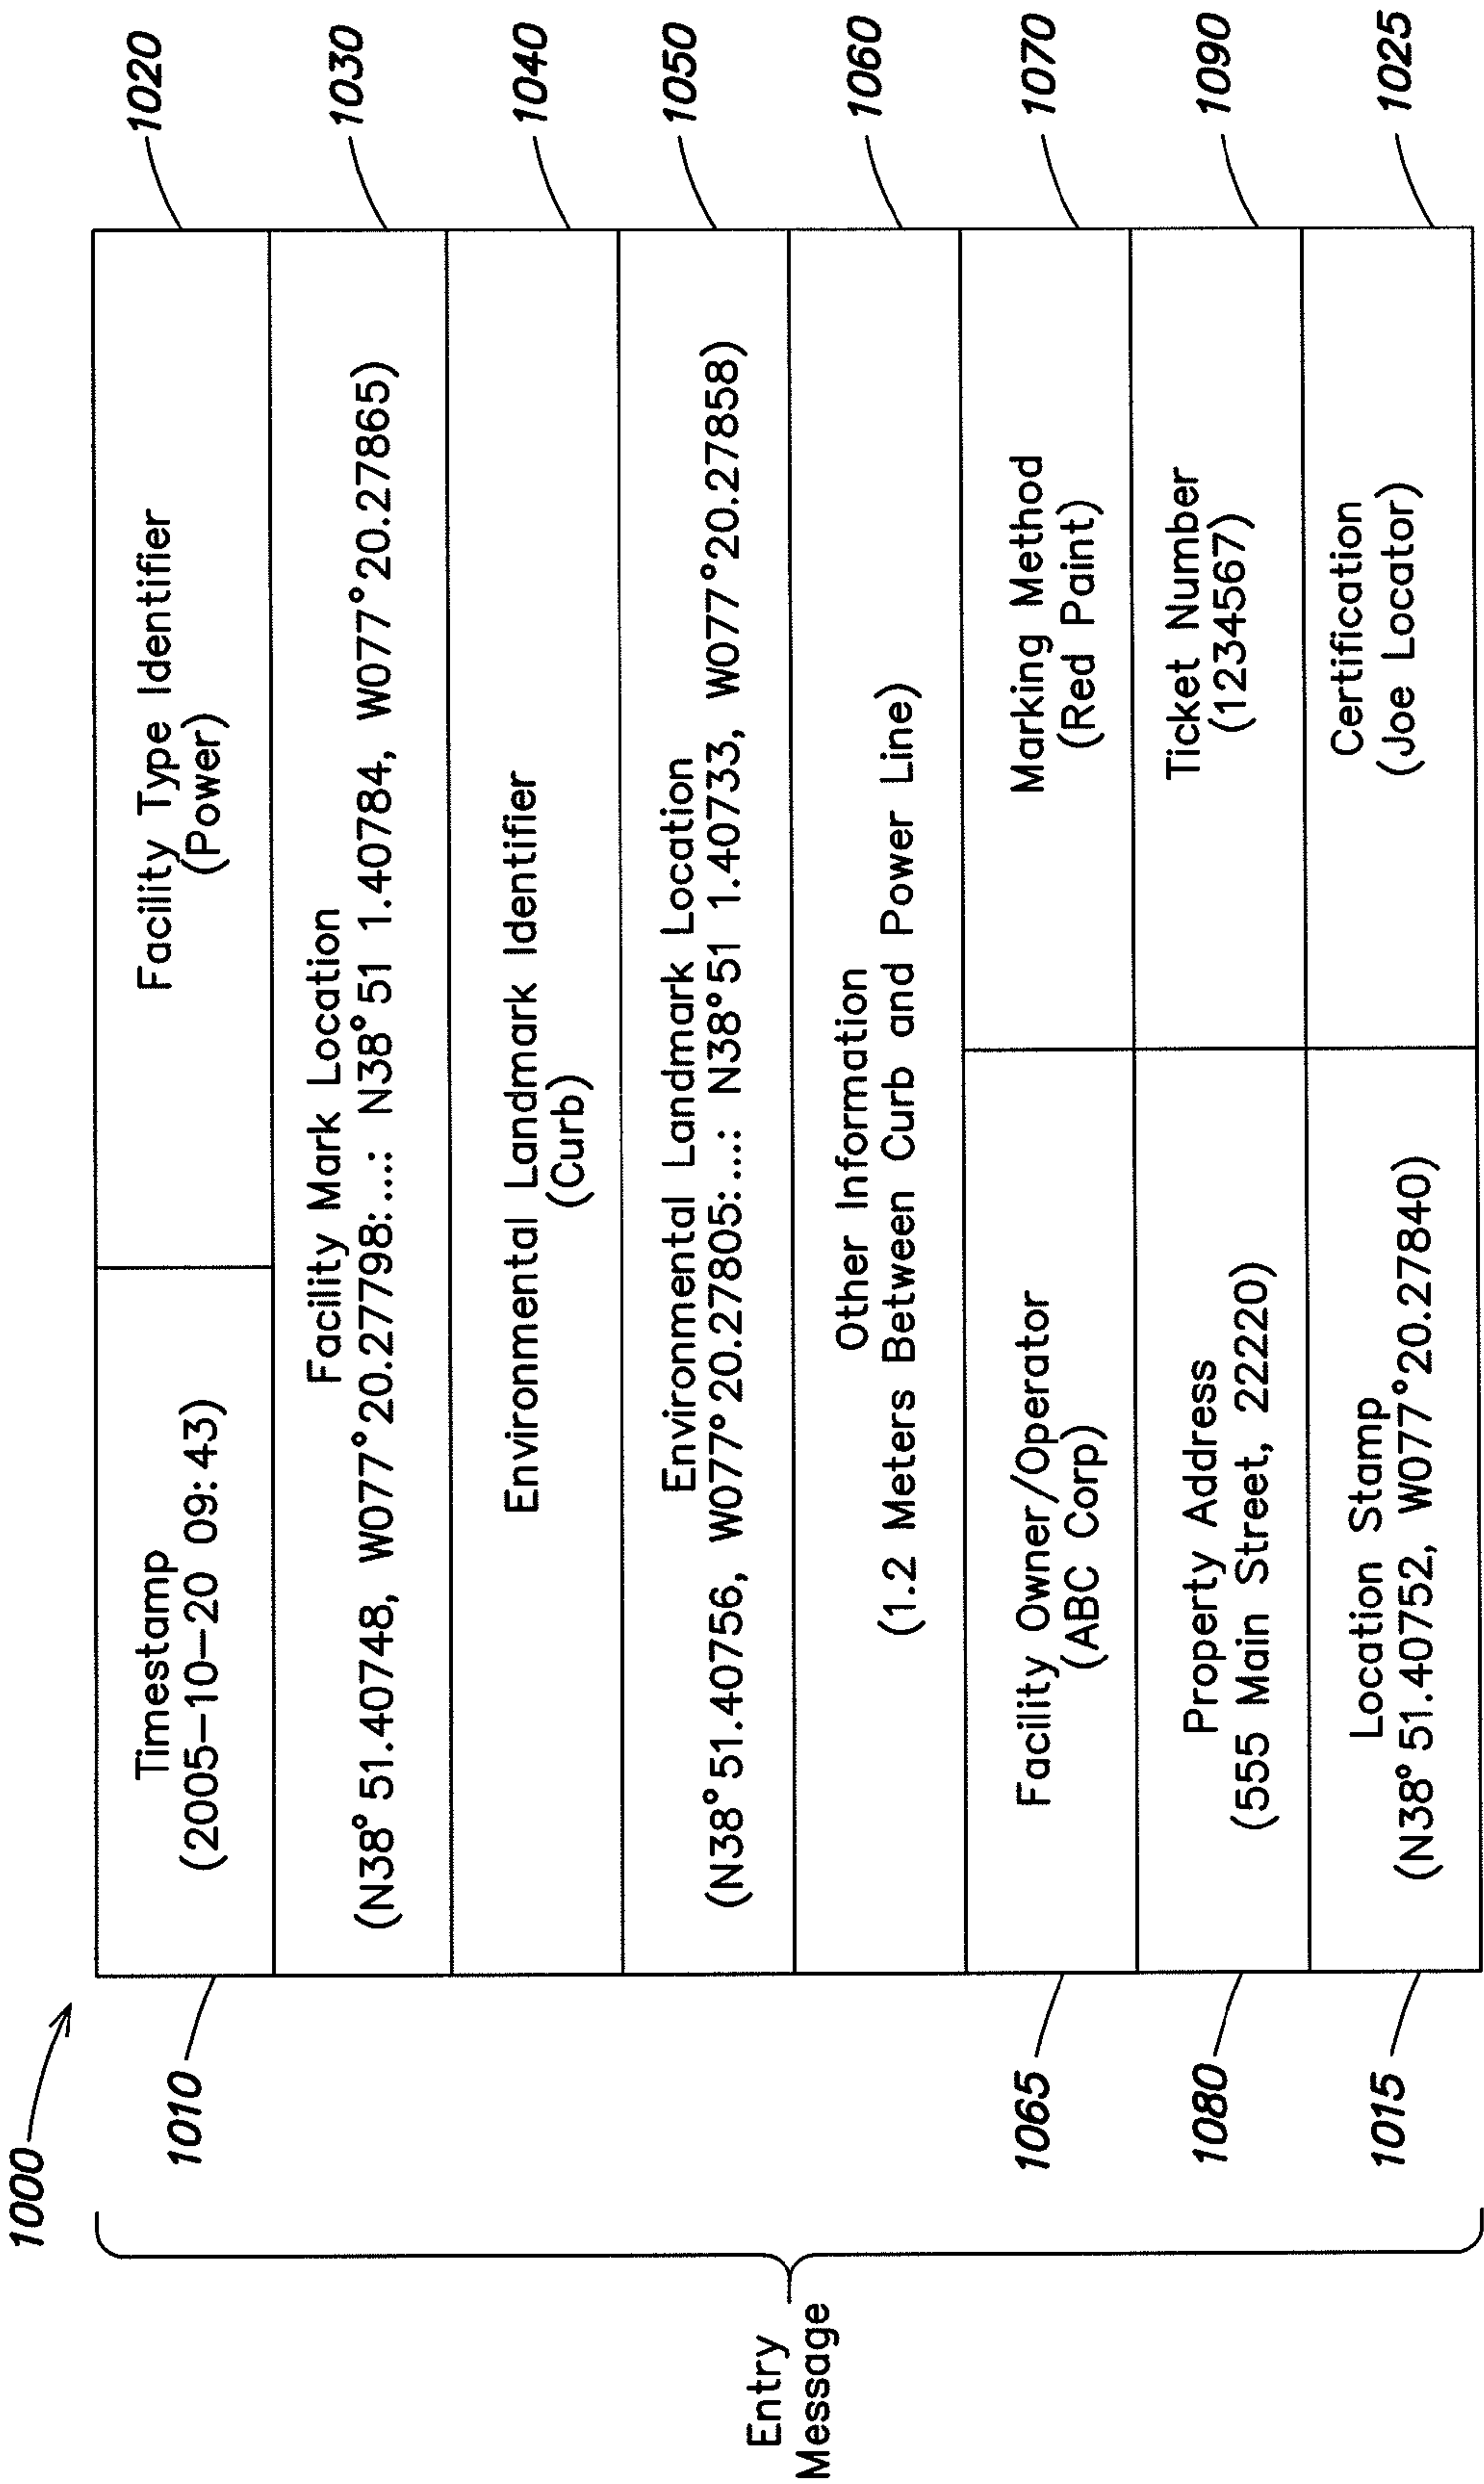 1000
Entry
Message
1010
Timestamp
(2005-10-20 09:43)
Facility Type Identifier
(Power)
1020
Facility Mark Location
(N38° 51.40748, W077° 20.27798:...: N38° 51 1.40784, W077° 20.27865)
1030
Environmental Landmark Identifier
(Curb)
1040
Environmental Landmark Location
(N38° 51.40756, W077° 20.27805:...: N38° 51 1.40733, W077° 20.27858)
1050
Other Information
(1.2 Meters Between Curb and Power Line)
1060
1065
Facility Owner/Operator
(ABC Corp)
Marking Method
(Red Paint)
1070
1080
Property Address
(555 Main Street, 22220)
Ticket Number
(1234567)
1090
1015
Location Stamp
(N38° 51.40752, W077° 20.27840)
Certification
(Joe Locator)
1025